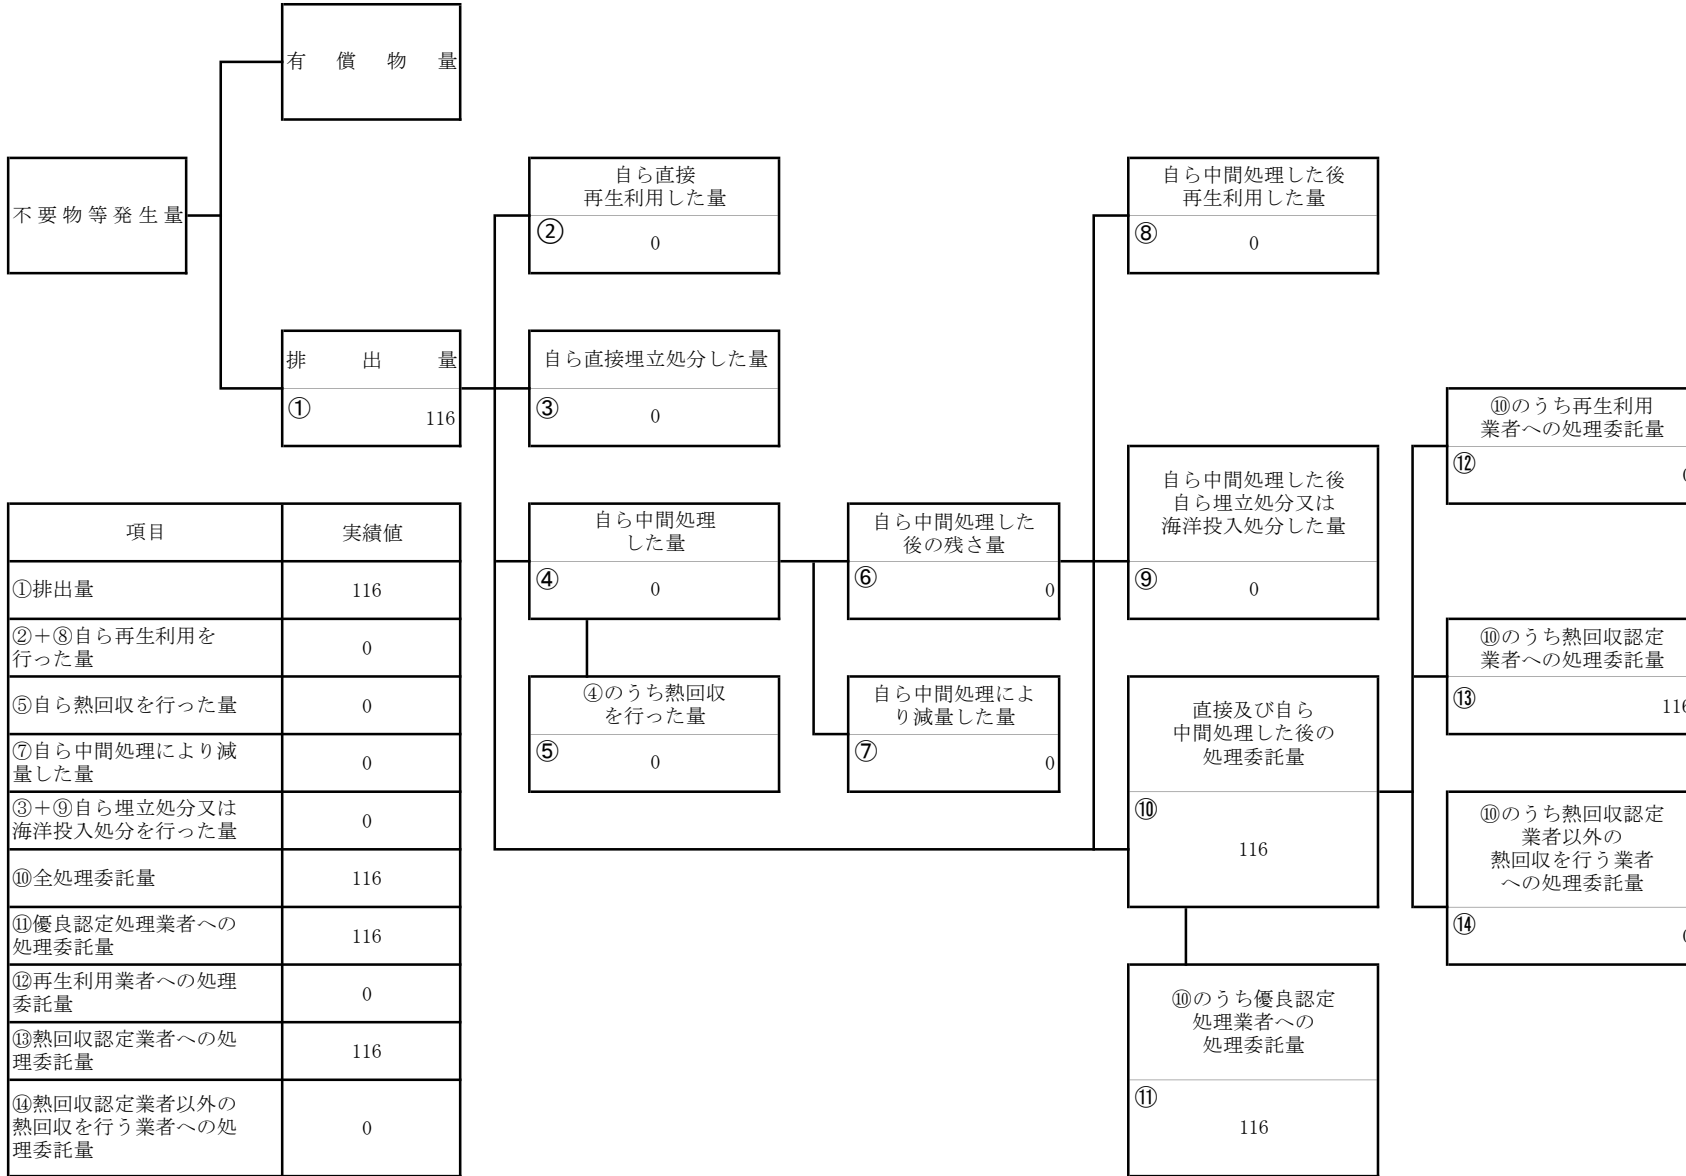 有償物量
不要物等発生量
自ら直接
再生利用した量
② 0
自ら中間処理した後
再生利用した量
⑧ 0
排出量
① 116
自ら直接埋立処分した量
③ 0
⑩のうち再生利用
業者への処理委託量
⑫ 0
自ら中間処理した後
自ら埋立処分又は
海洋投入処分した量
⑨ 0
自ら中間処理
した量
④ 0
自ら中間処理した
後の残さ量
⑥ 0
⑩のうち熱回収認定
業者への処理委託量
⑬ 116
④のうち熱回収
を行った量
⑤ 0
自ら中間処理によ
り減量した量
⑦ 0
直接及び自ら
中間処理した後の
処理委託量
⑩
116
⑩のうち熱回収認定
業者以外の
熱回収を行う業者
への処理委託量
⑭ 0
⑩のうち優良認定
処理業者への
処理委託量
⑪
116
項目 実績値
①排出量 116
②+⑧自ら再生利用を
行った量 0
⑤自ら熱回収を行った量 0
⑦自ら中間処理により減
量した量 0
③+⑨自ら埋立処分又は
海洋投入処分を行った量 0
⑩全処理委託量 116
⑪優良認定処理業者への
処理委託量 116
⑫再生利用業者への処理
委託量 0
⑬熱回収認定業者への処
理委託量 116
⑭熱回収認定業者以外の
熱回収を行う業者への処
理委託量 0